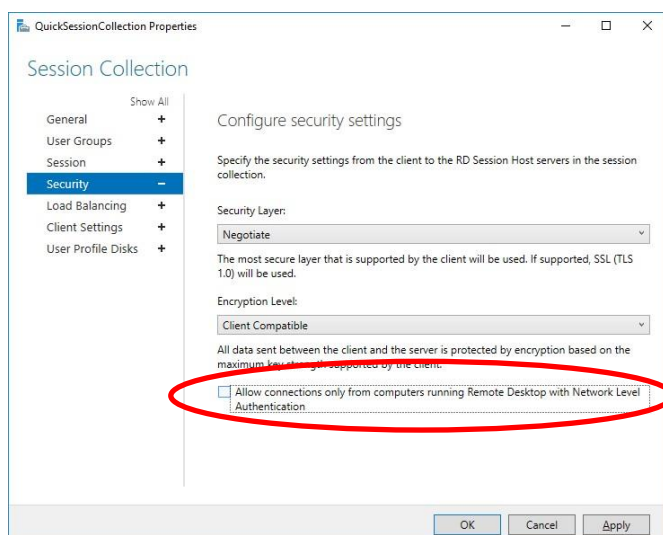 QuickSessionCollection Properties
Session Collection
Show All
General +
User Groups +
Session +
Security −
Load Balancing +
Client Settings +
User Profile Disks +
Configure security settings
Specify the security settings from the client to the RD Session Host servers in the session
collection.
Security Layer:
Negotiate
The most secure layer that is supported by the client will be used. If supported, SSL (TLS
1.0) will be used.
Encryption Level:
Client Compatible
All data sent between the client and the server is protected by encryption based on the
maximum key strength supported by the client.
Allow connections only from computers running Remote Desktop with Network Level
Authentication
OK Cancel Apply